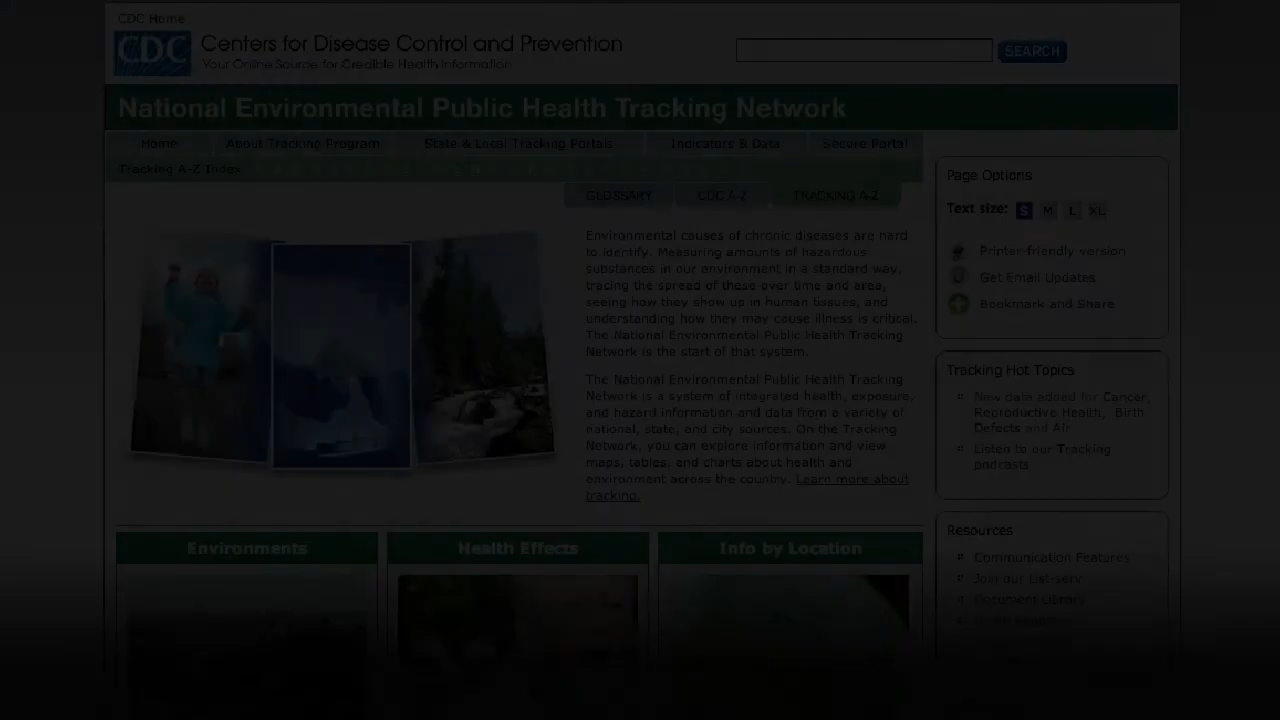 CDC Home
CDC
Centers for Disease Control and Prevention
Your Online Source for Credible Health Information
SEARCH
National Environmental Public Health Tracking Network
Home
About Tracking Program
State & Local Tracking Portals
Indicators & Data
Secure Portal
Tracking A-Z Index
GLOSSARY
CDC A-Z
TRACKING A-Z
Environmental causes of chronic diseases are hard
to identify. Measuring amounts of hazardous
substances in our environment in a standard way,
tracing the spread of these over time and area,
seeing how they show up in human tissues, and
understanding how they may cause illness is critical.
The National Environmental Public Health Tracking
Network is the start of that system.
The National Environmental Public Health Tracking
Network is a system of integrated health, exposure,
and hazard information and data from a variety of
national, state, and city sources. On the Tracking
Network, you can explore information and view
maps, tables, and charts about health and
environment across the country. Learn more about
tracking.
Page Options
Text size: S M L XL
Printer-friendly version
Get Email Updates
Bookmark and Share
Tracking Hot Topics
New data added for Cancer,
Reproductive Health, Birth
Defects and Air
Listen to our Tracking
podcasts
Resources
Communication Features
Join our List-serv
Document Library
Environments
Health Effects
Info by Location